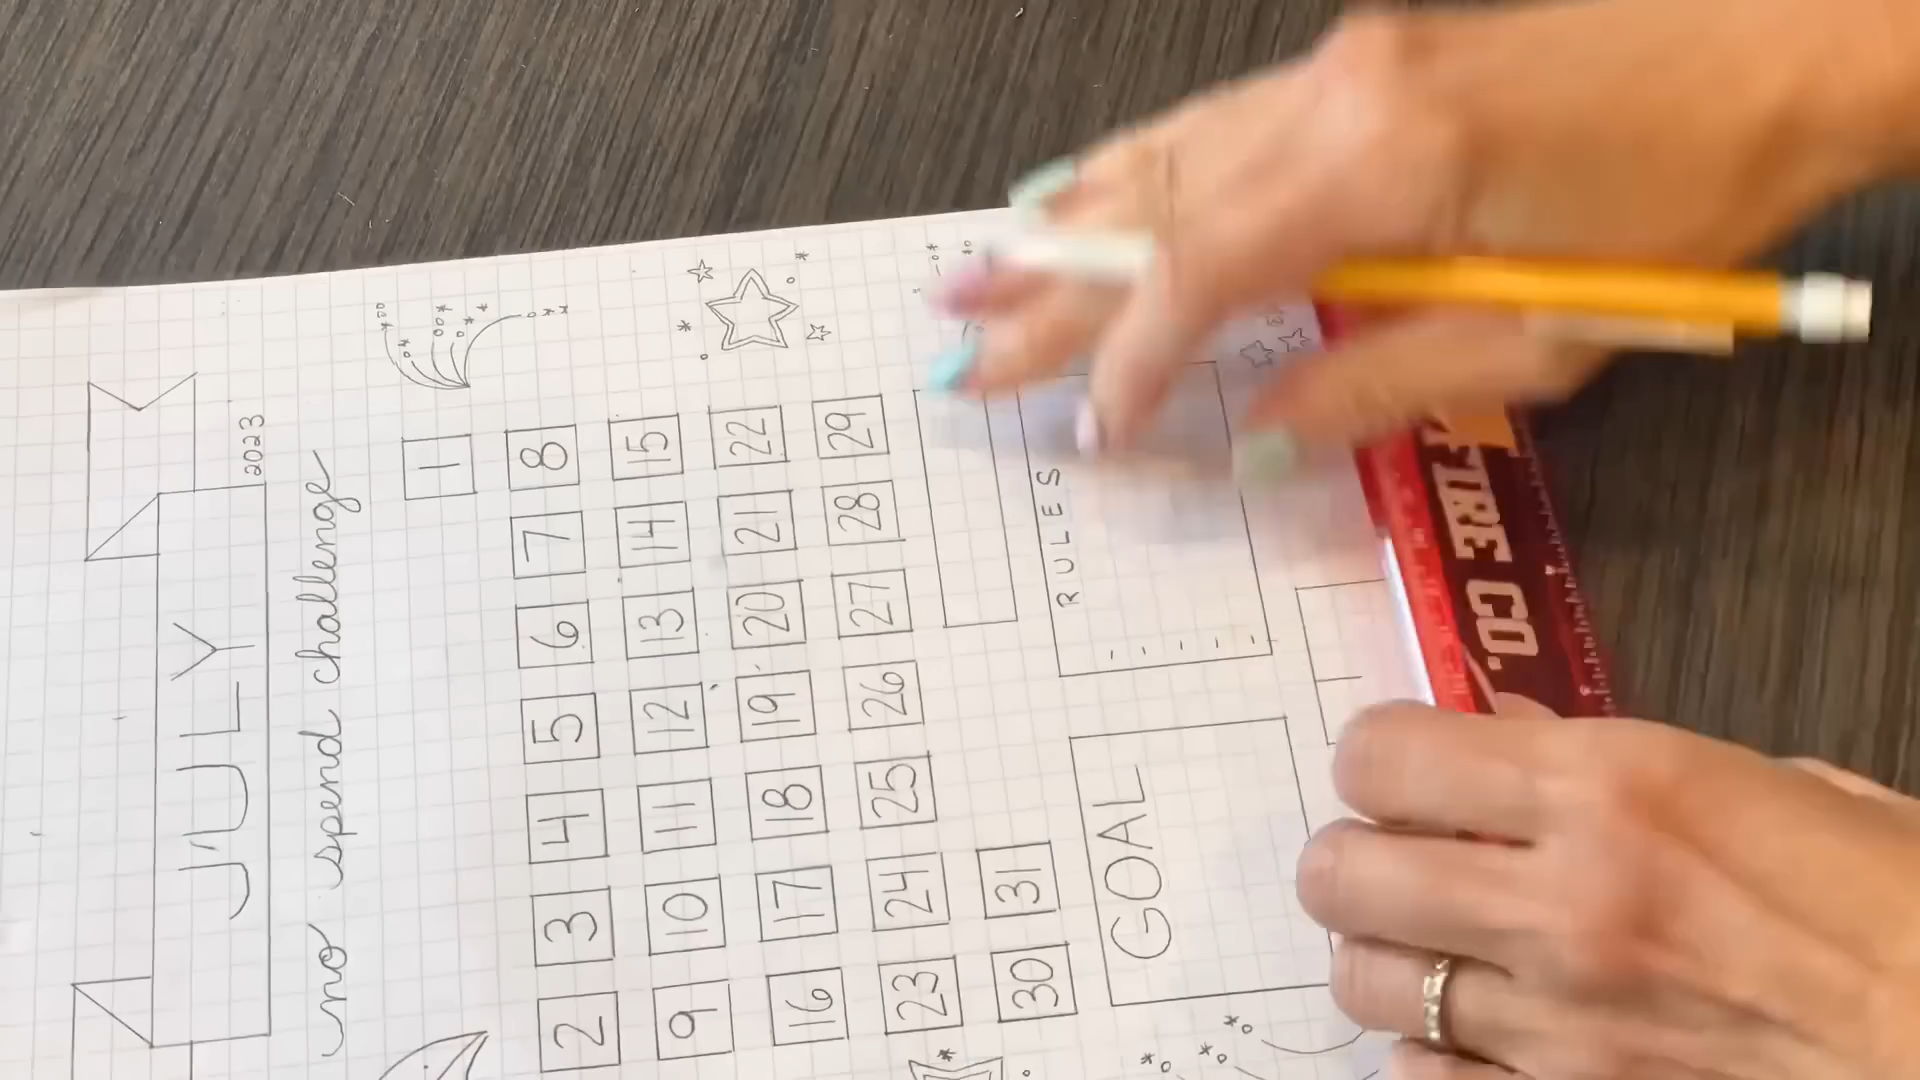 JULY
2023
no spend challenge
1
2 3 4 5 6 7 8
9 10 11 12 13 14 15
16 17 18 19 20 21 22
23 24 25 26 27 28 29
30 31
RULES
GOAL
CO.